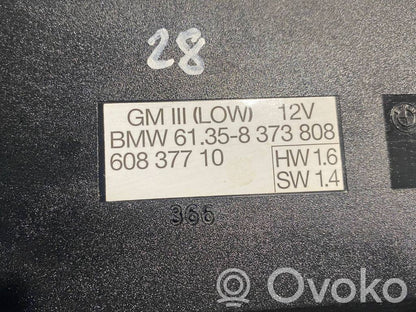 28
GM III (LOW) 12V
BMW 61.35-8 373 808
608 377 10
HW 1.6
SW 1.4
366
Ovoko